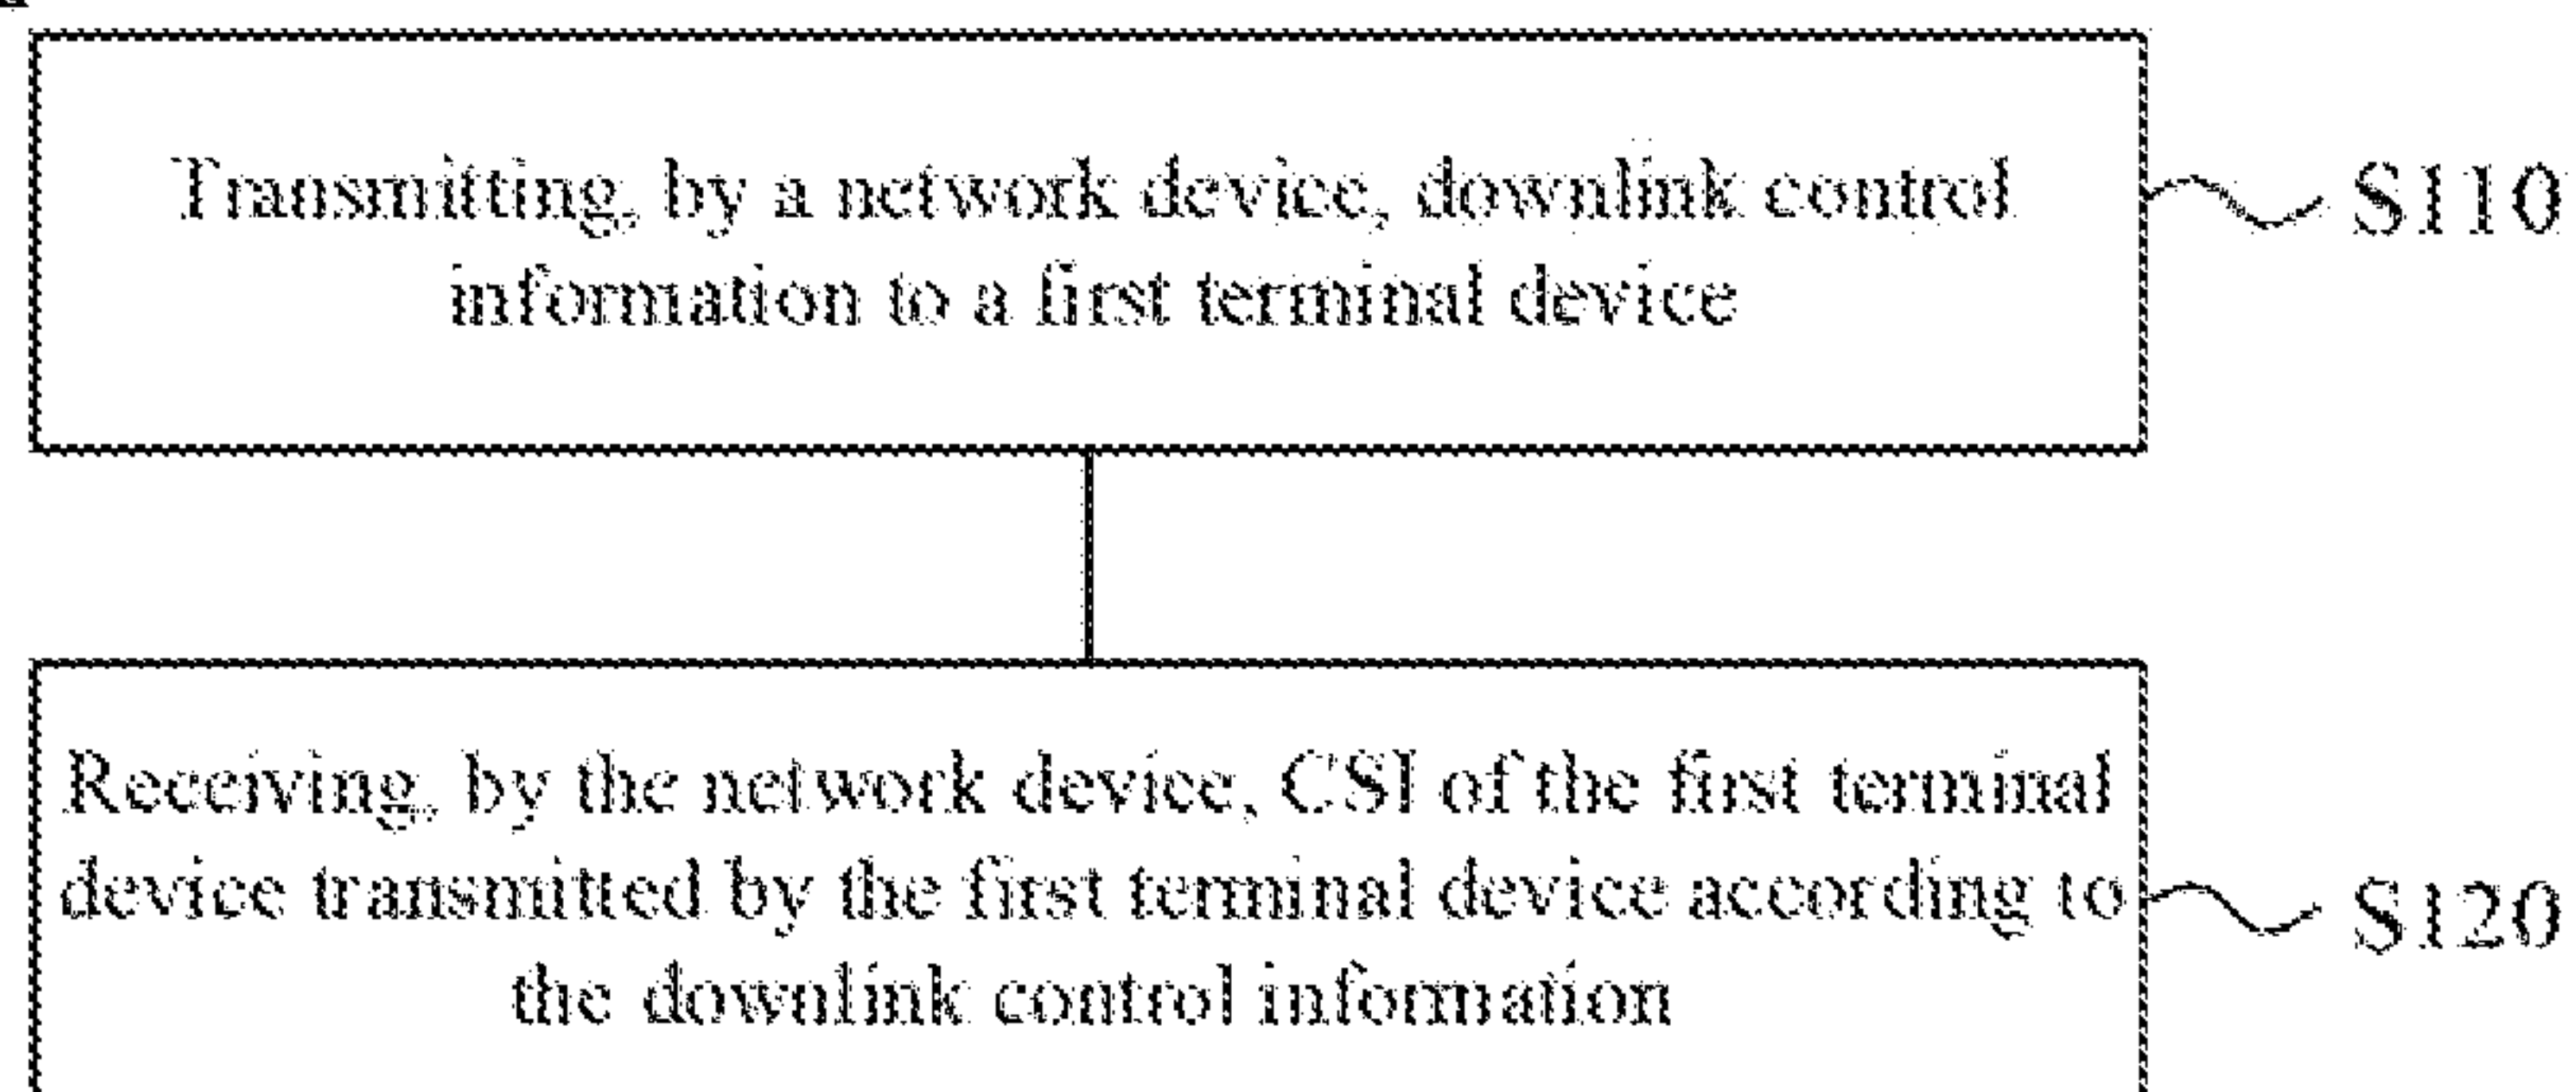 Transmitting, by a network device, downlink control
information to a first terminal device
S110
Receiving, by the network device, CSI of the first terminal
device transmitted by the first terminal device according to
the downlink control information
S120